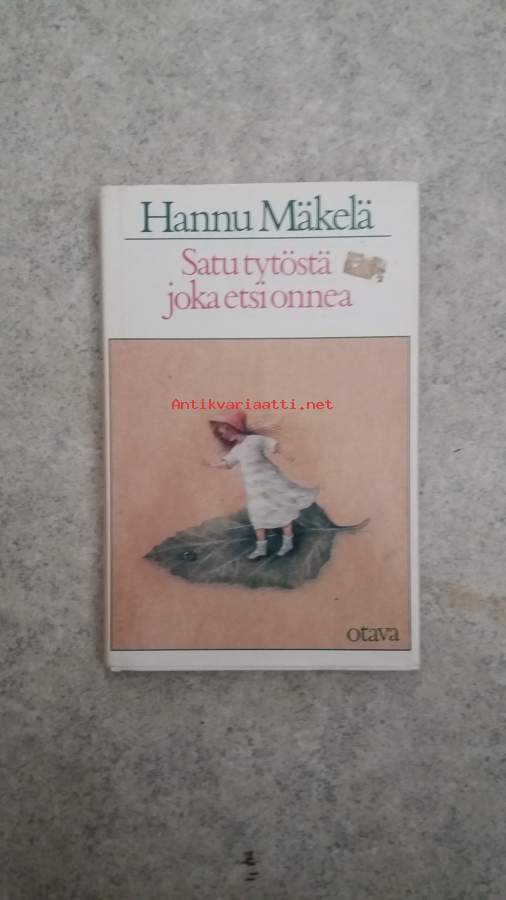 Hannu Mäkelä
Satu tytöstä
joka etsi onnea
Antikvariaatti.net
otava